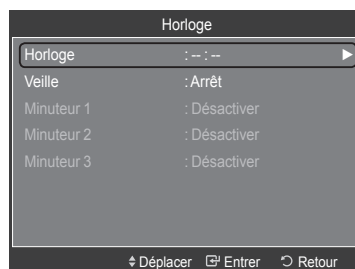 Horloge
Horloge : -- : --
Veille : Arrêt
Minuteur 1 : Désactiver
Minuteur 2 : Désactiver
Minuteur 3 : Désactiver
Déplacer Entrer Retour